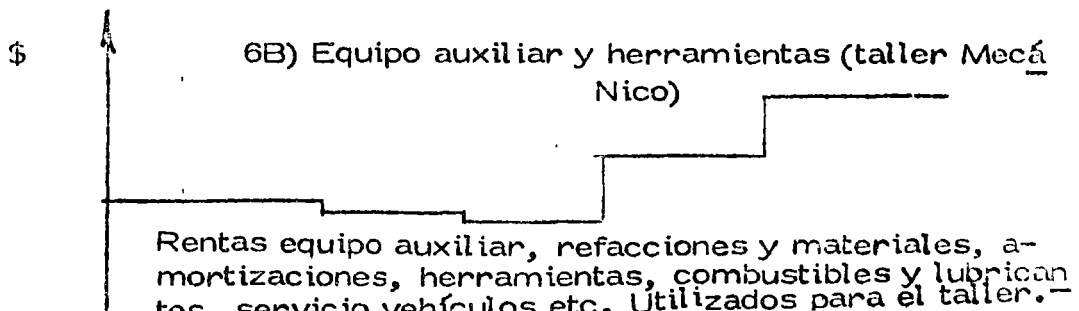 $
6B) Equipo auxiliar y herramientas (taller Mecá
Nico)
Rentas equipo auxiliar, refacciones y materiales, a-
mortizaciones, herramientas, combustibles y lubrican
tes, servicio vehículos etc. Utilizados para el taller.-